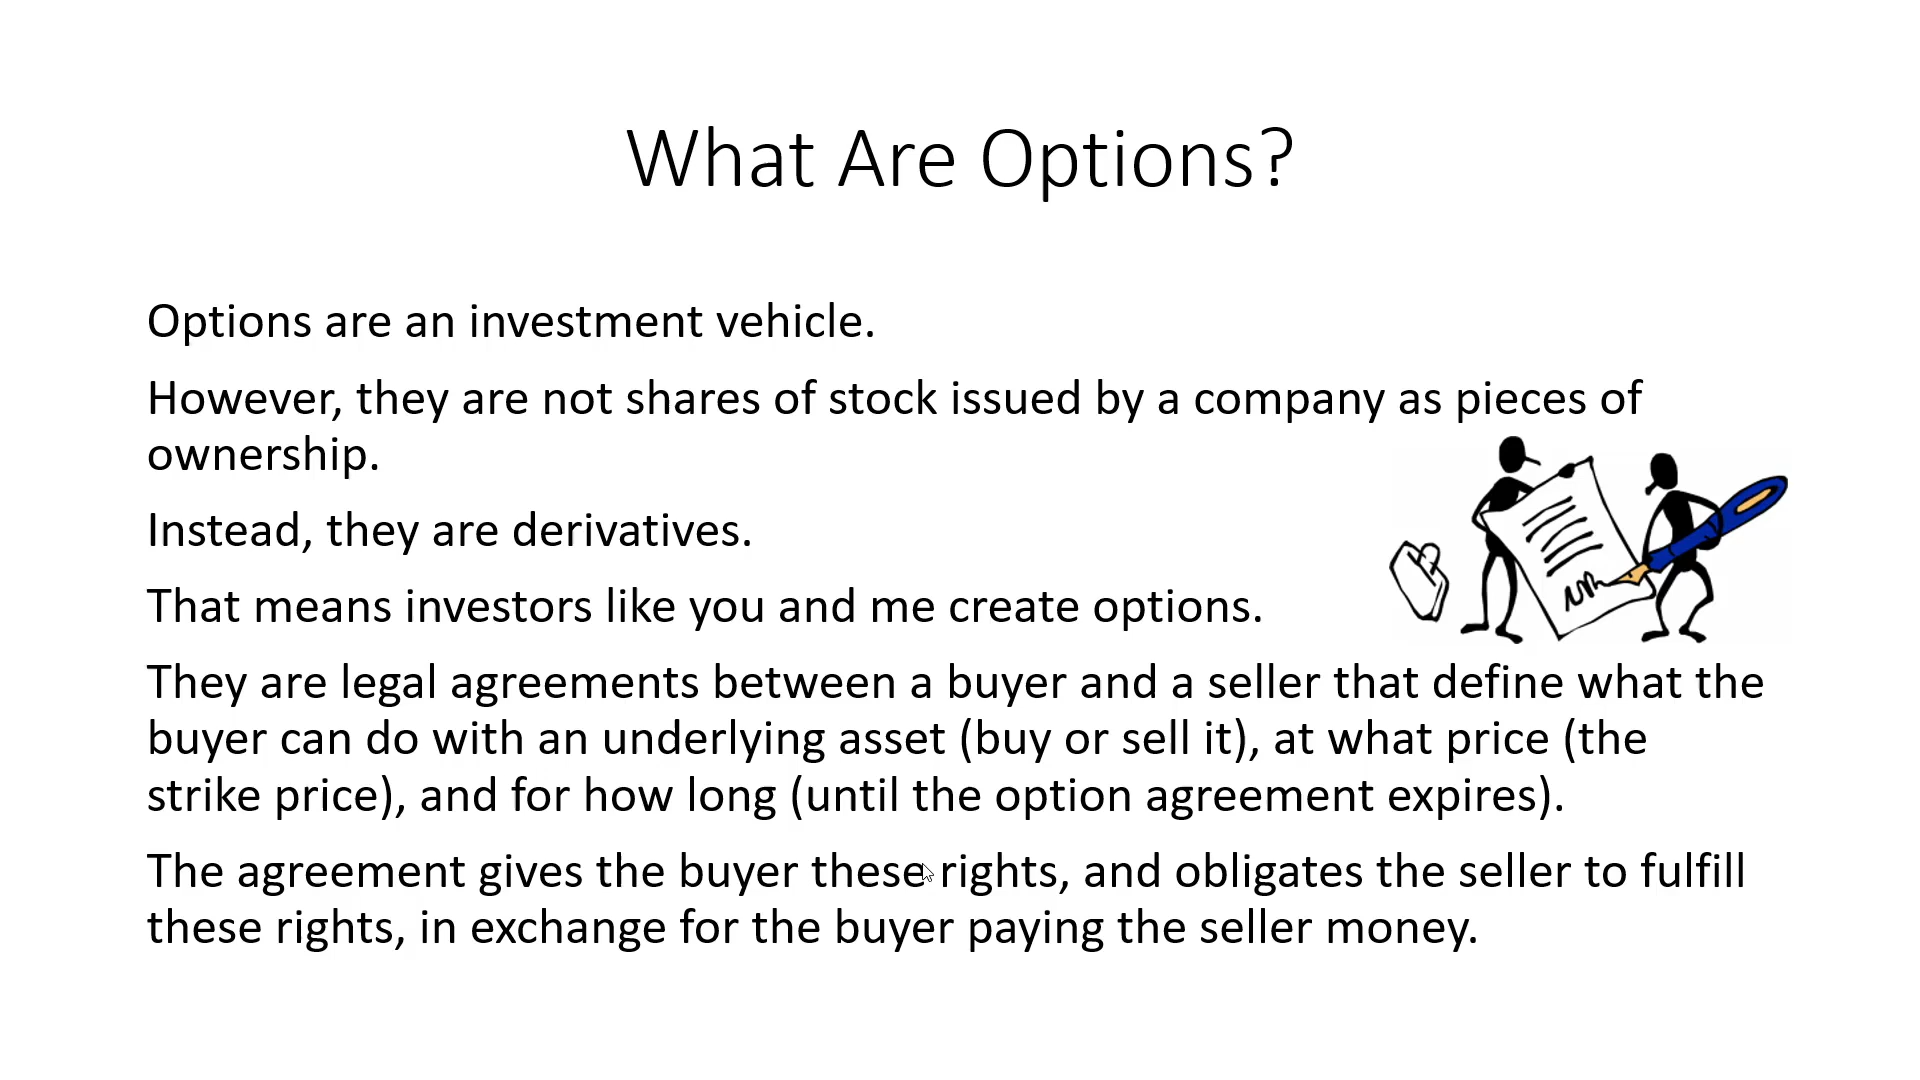 What Are Options?
Options are an investment vehicle.
However, they are not shares of stock issued by a company as pieces of
ownership.
Instead, they are derivatives.
That means investors like you and me create options.
They are legal agreements between a buyer and a seller that define what the
buyer can do with an underlying asset (buy or sell it), at what price (the
strike price), and for how long (until the option agreement expires).
The agreement gives the buyer these rights, and obligates the seller to fulfill
these rights, in exchange for the buyer paying the seller money.